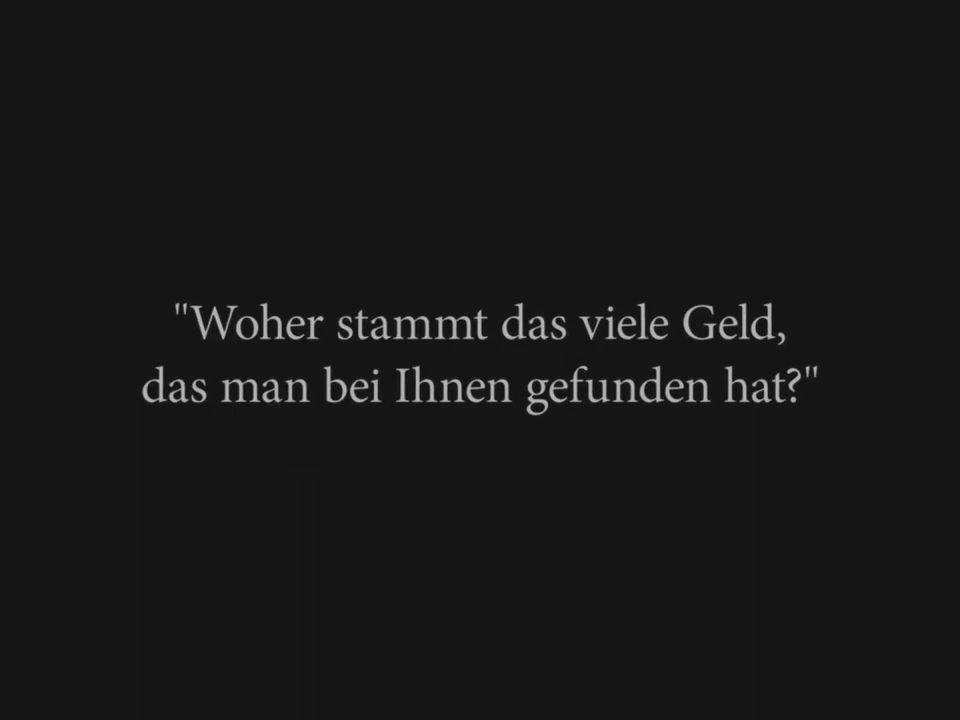 "Woher stammt das viele Geld,
das man bei Ihnen gefunden hat?"